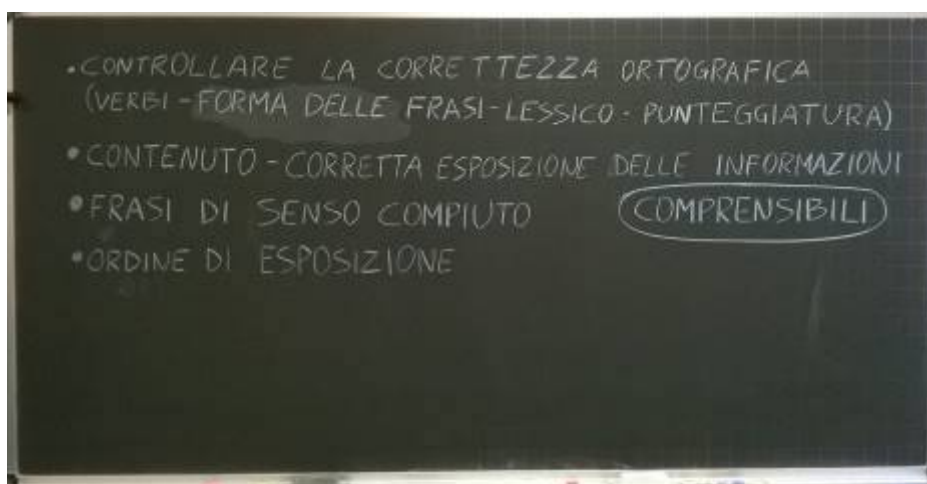 • CONTROLLARE LA CORRETTEZZA ORTOGRAFICA
(VERBI - FORMA DELLE FRASI - LESSICO - PUNTEGGIATURA)
• CONTENUTO - CORRETTA ESPOSIZIONE DELLE INFORMAZIONI
• FRASI DI SENSO COMPIUTO COMPRENSIBILI
• ORDINE DI ESPOSIZIONE